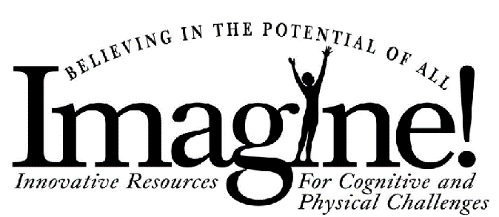 BELIEVING IN THE POTENTIAL OF ALL
Imagine!
Innovative Resources For Cognitive and
Physical Challenges